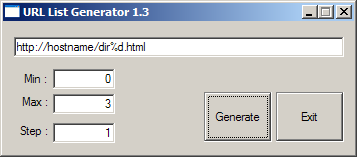 URL List Generator 1.3
http://hostname/dir%d.html
Min : 0
Max : 3
Step : 1
Generate
Exit